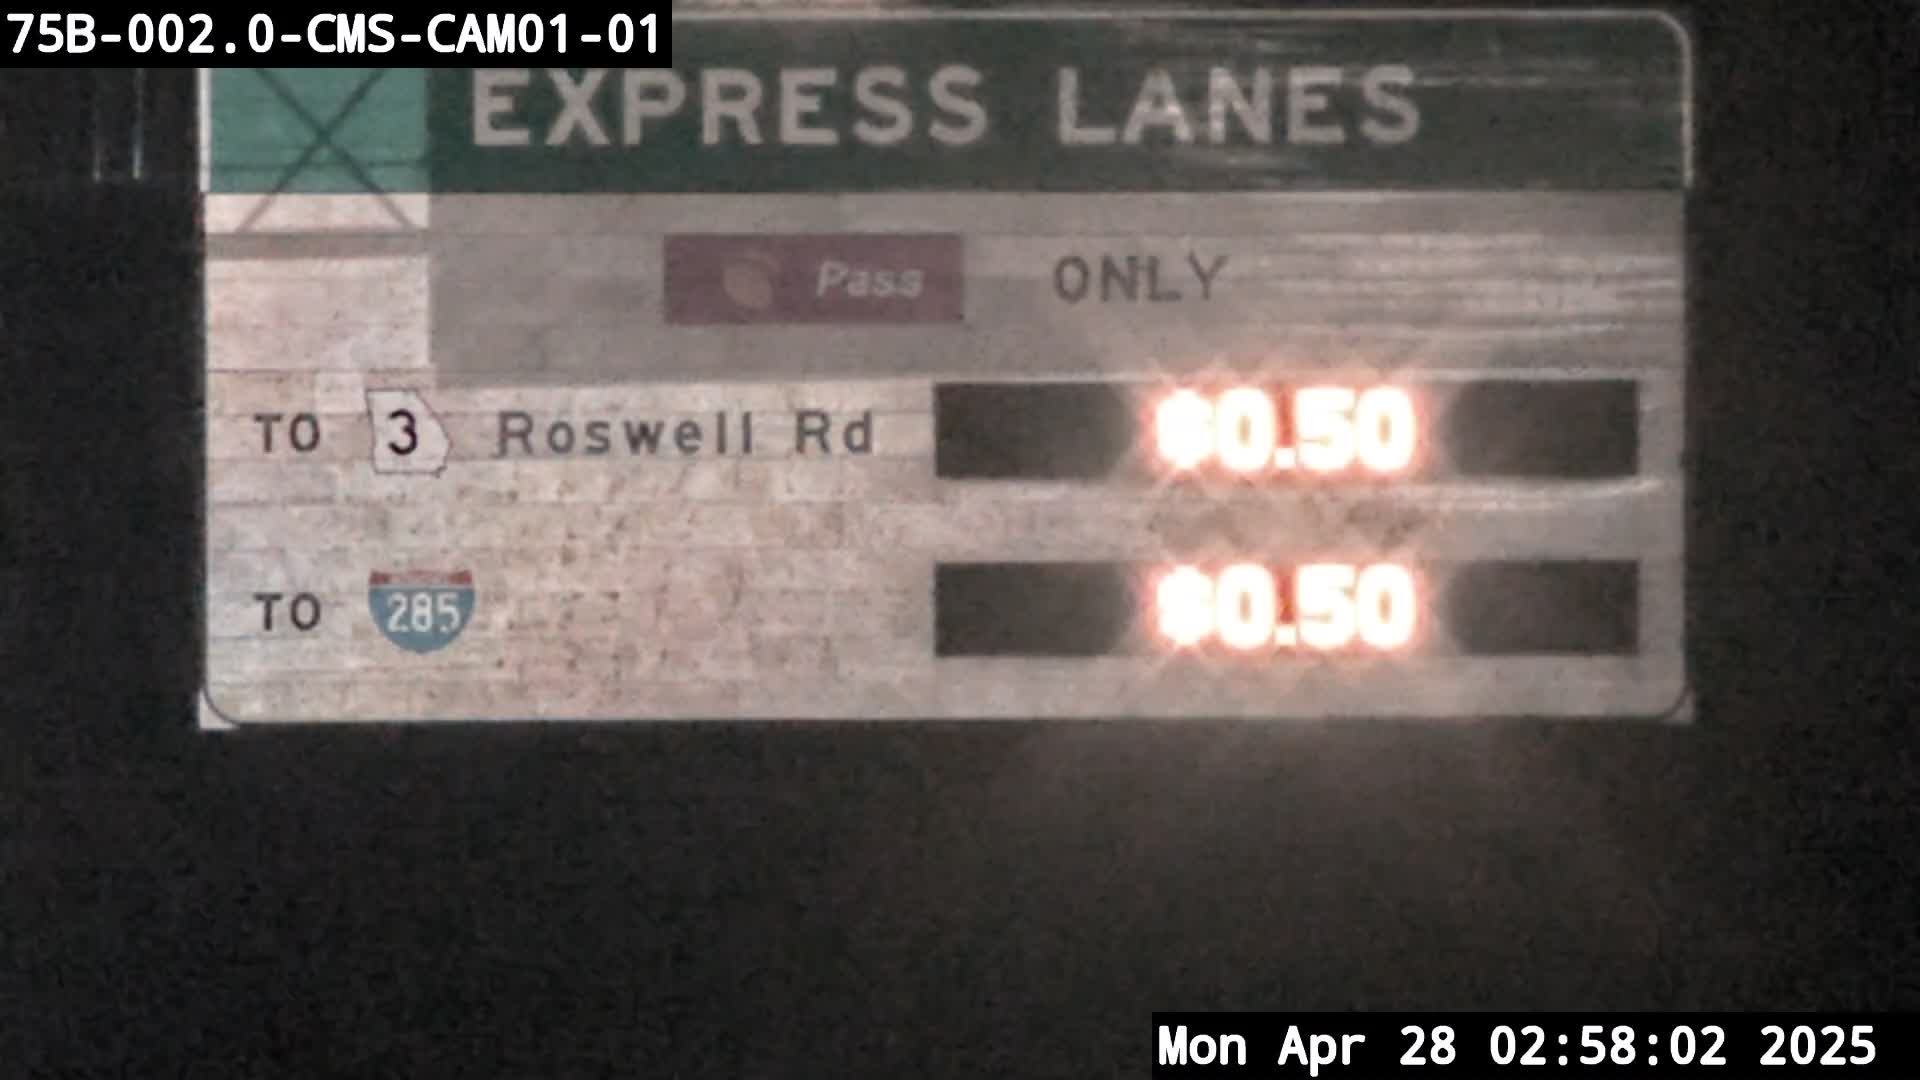 75B-002.0-CMS-CAM01-01
EXPRESS LANES
Pass ONLY
TO 3 Roswell Rd $0.50
TO 285 $0.50
Mon Apr 28 02:58:02 2025